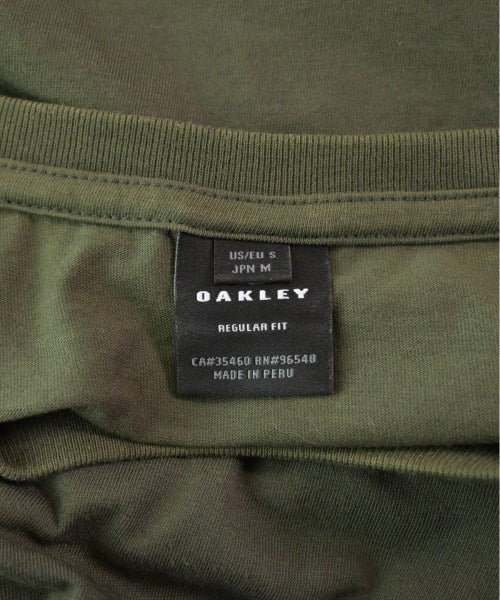 US/EU S
JPN M
OAKLEY
REGULAR FIT
CA#35460 RN#96548
MADE IN PERU